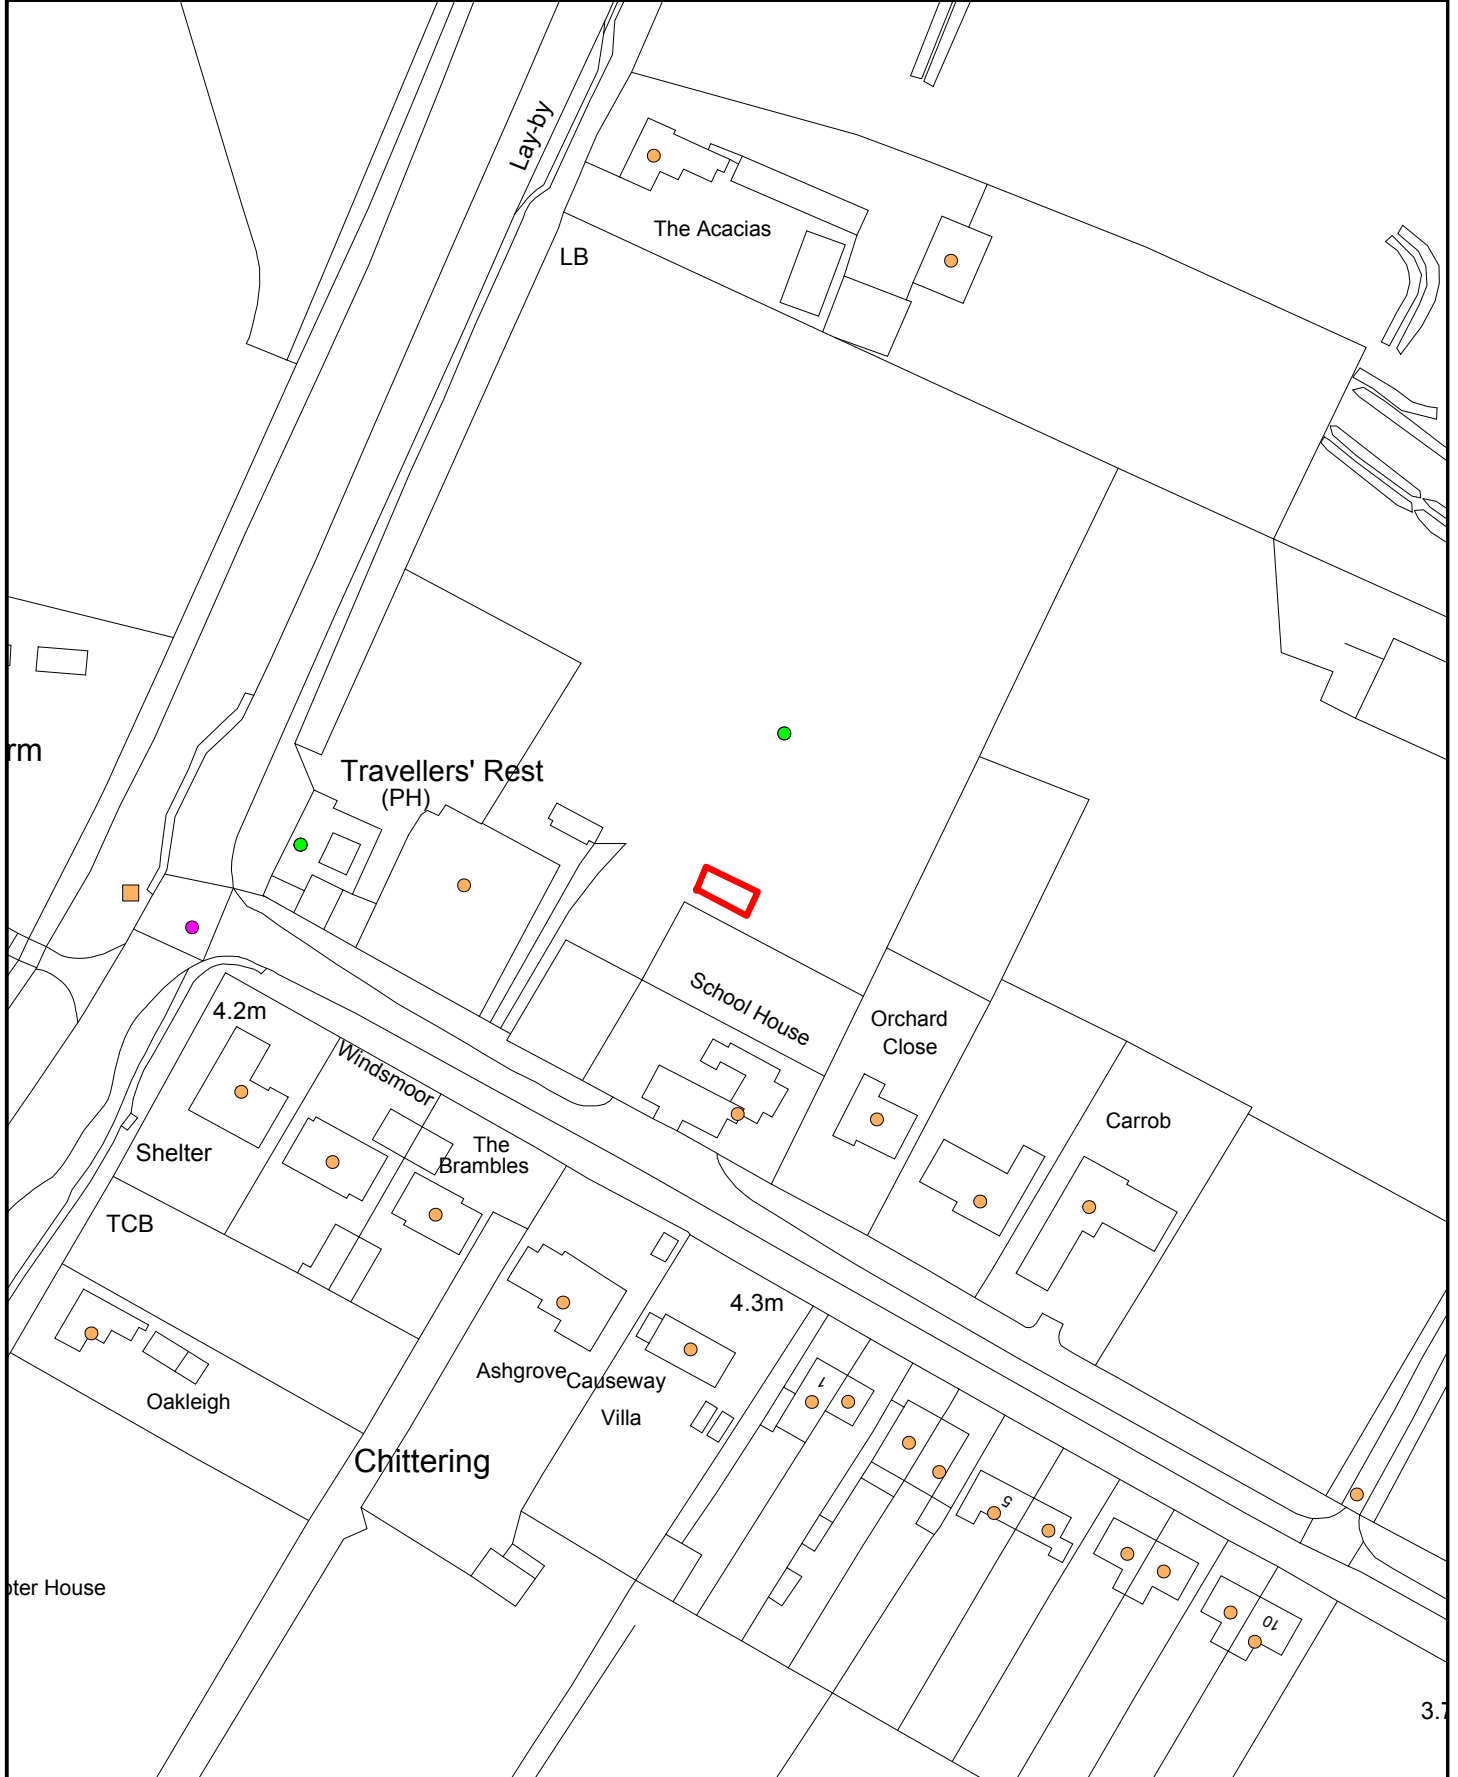 Lay-by
The Acacias
LB
rm
Travellers' Rest
(PH)
School House
4.2m
Orchard
Close
Windsmoor
Carrob
Shelter
The
Brambles
TCB
4.3m
Ashgrove
Causeway
Villa
Oakleigh
1
Chittering
5
oter House
10
3.7